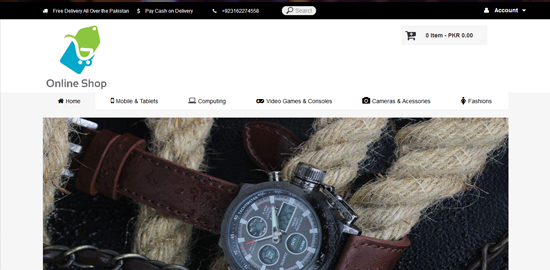 Free Delivery All Over the Pakistan $ Pay Cash on Delivery +923162274558 Search Account
Online Shop
0 Item - PKR 0.00
Home Mobile & Tablets Computing Video Games & Consoles Cameras & Acessories Fashions